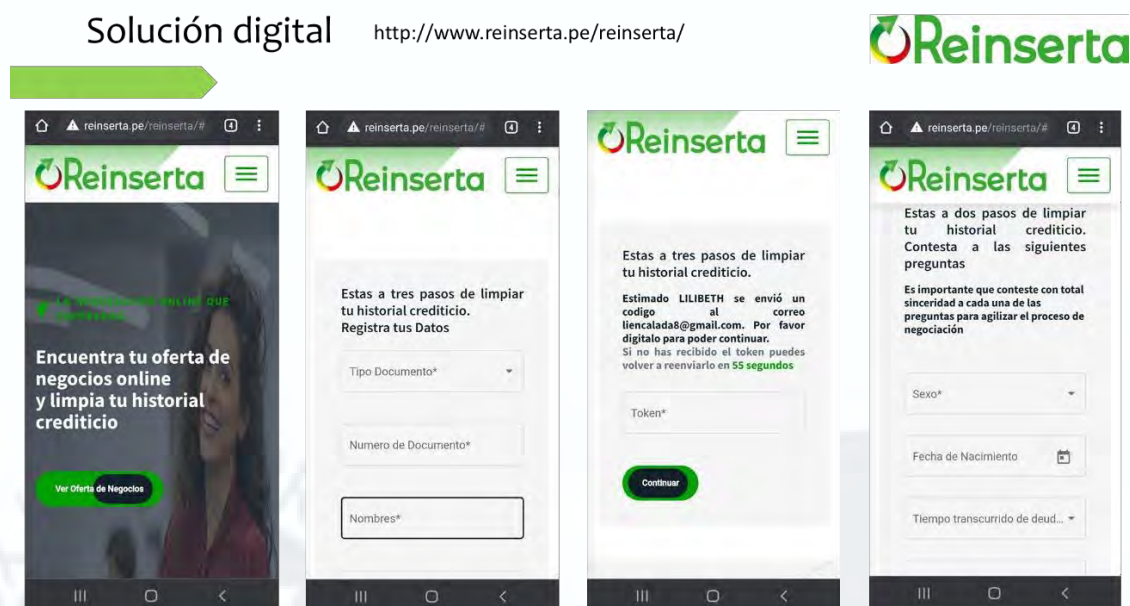 Solución digital
http://www.reinserta.pe/reinserta/
Reinserta
reinserta.pe/reinserta/#
4
Reinserta
ONLINE QUE
Encuentra tu oferta de
negocios online
y limpia tu historial
crediticio
Ver Oferta de Negocios
reinserta.pe/reinserta/#
4
Reinserta
Estas a tres pasos de limpiar
tu historial crediticio.
Registra tus Datos
Tipo Documento*
Numero de Documento*
Nombres*
Reinserta
Estas a tres pasos de limpiar
tu historial crediticio.
Estimado LILIBETH se envió un
codigo al correo
liencalada8@gmail.com. Por favor
digitalo para poder continuar.
Si no has recibido el token puedes
volver a reenviarlo en 55 segundos
Token*
Continuar
reinserta.pe/reinserta/#
4
Reinserta
Estas a dos pasos de limpiar
tu historial crediticio.
Contesta a las siguientes
preguntas
Es importante que conteste con total
sinceridad a cada una de las
preguntas para agilizar el proceso de
negociación
Sexo*
Fecha de Nacimiento
Tiempo transcurrido de deud...